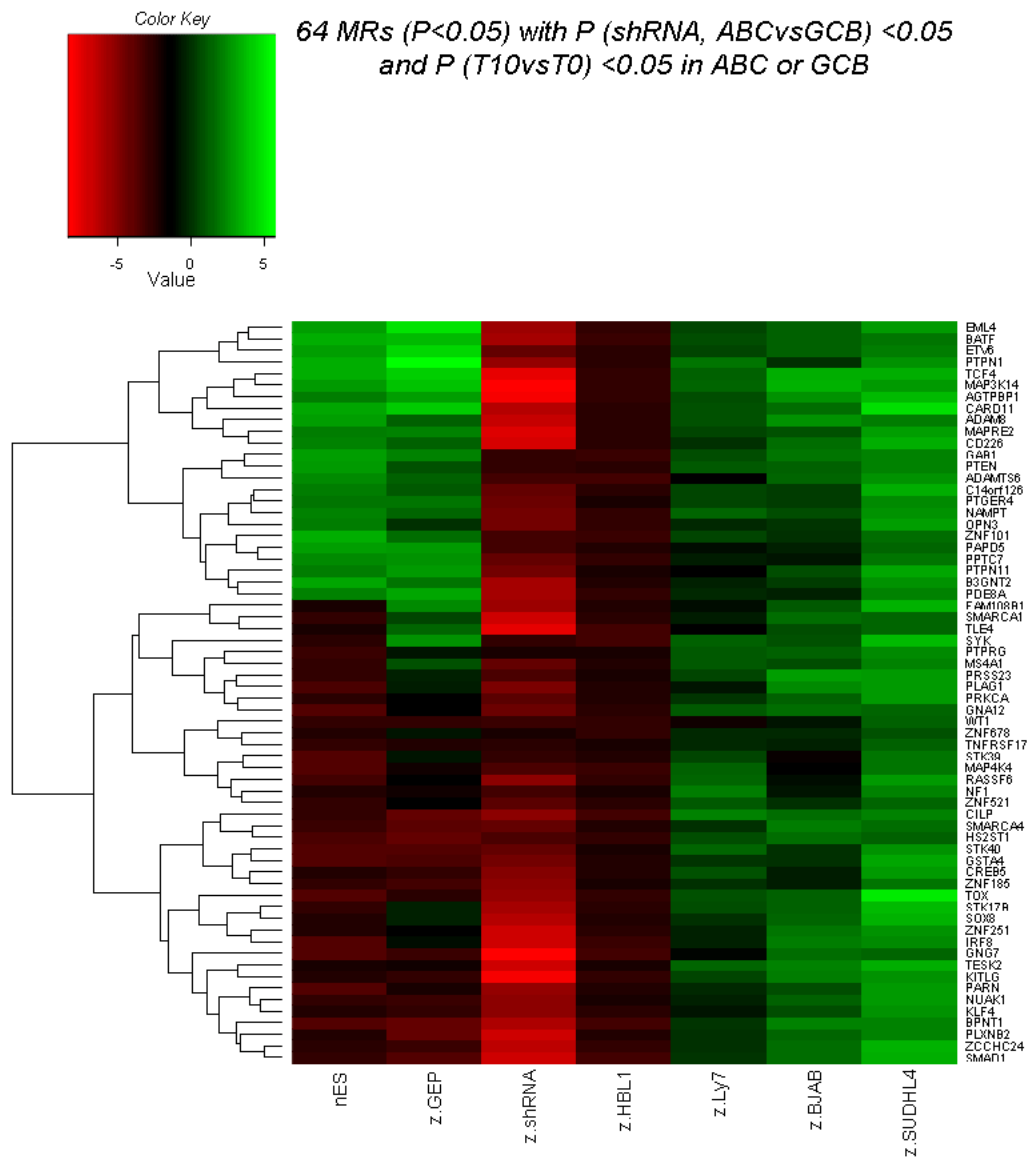 Color Key
64 MRs (P<0.05) with P (shRNA, ABCvsGCB) <0.05
and P (T10vsT0) <0.05 in ABC or GCB
-5 0 5
Value
EML4
BATF
ETV6
PTPN1
TCF4
MAP3K14
AGTPBP1
CARD11
ADAM8
MAPRE2
CD226
GAB1
PTEN
ADAMTS6
C14orf126
PTGER4
NAMPT
OPN3
ZNF101
PAPD5
PPTC7
PTPN11
B3GNT2
PDE8A
FAM108B1
SMARCA1
TLE4
SYK
PTPRG
MS4A1
PRSS23
PLAG1
PRKCA
GNA12
WT1
ZNF678
TNFRSF17
STK39
MAP4K4
RASSF6
NF1
ZNF521
CILP
SMARCA4
HS2ST1
STK40
GSTA4
CREB5
ZNF185
TOX
STK17B
SOX8
ZNF251
IRF8
GNG7
TESK2
KITLG
PARN
NUAK1
KLF4
BPNT1
PLXNB2
ZCCHC24
SMAD1
nES
z.GEP
z.shRNA
z.HBL1
z.Ly7
z.BJAB
z.SUDHL4